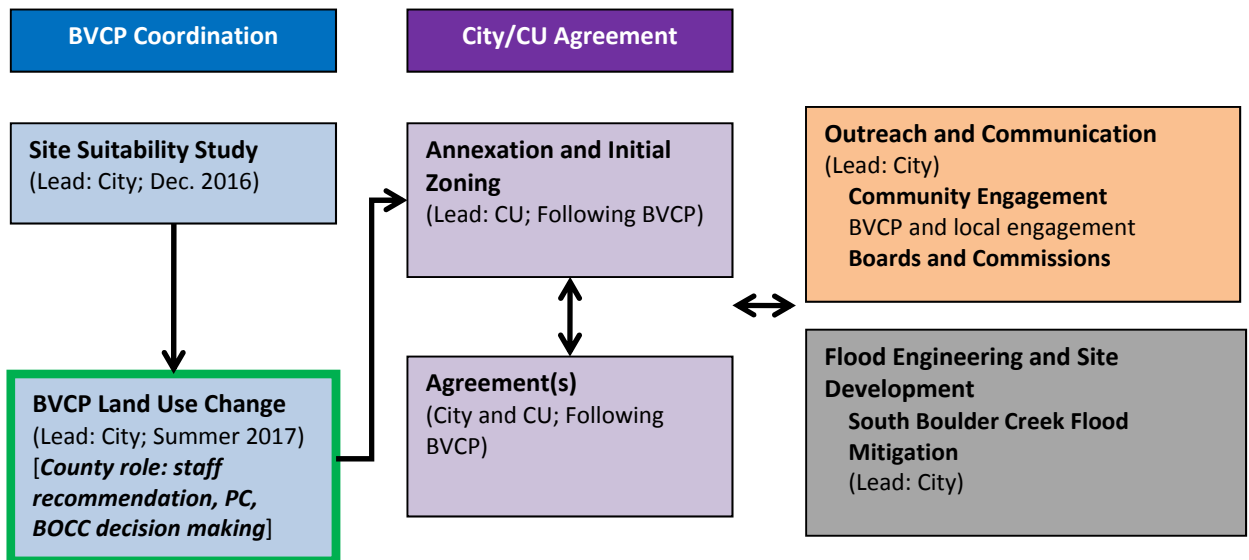 BVCP Coordination
City/CU Agreement
Site Suitability Study
(Lead: City; Dec. 2016)
BVCP Land Use Change
(Lead: City; Summer 2017)
[County role: staff
recommendation, PC,
BOCC decision making]
Annexation and Initial
Zoning
(Lead: CU; Following BVCP)
Agreement(s)
(City and CU; Following
BVCP)
Outreach and Communication
(Lead: City)
Community Engagement
BVCP and local engagement
Boards and Commissions
Flood Engineering and Site
Development
South Boulder Creek Flood
Mitigation
(Lead: City)